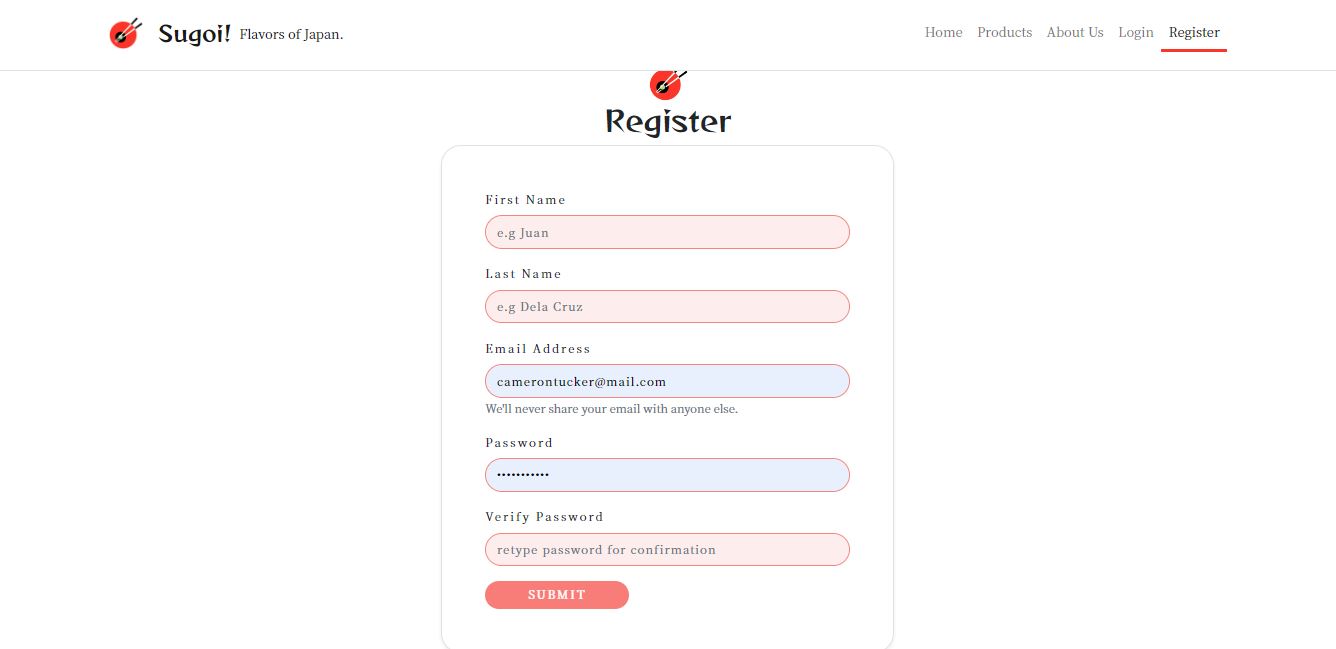 Sugoi! Flavors of Japan.
Home Products About Us Login Register
Register
First Name
e.g Juan
Last Name
e.g Dela Cruz
Email Address
camerontucker@mail.com
We'll never share your email with anyone else.
Password
•••••••••••
Verify Password
retype password for confirmation
SUBMIT